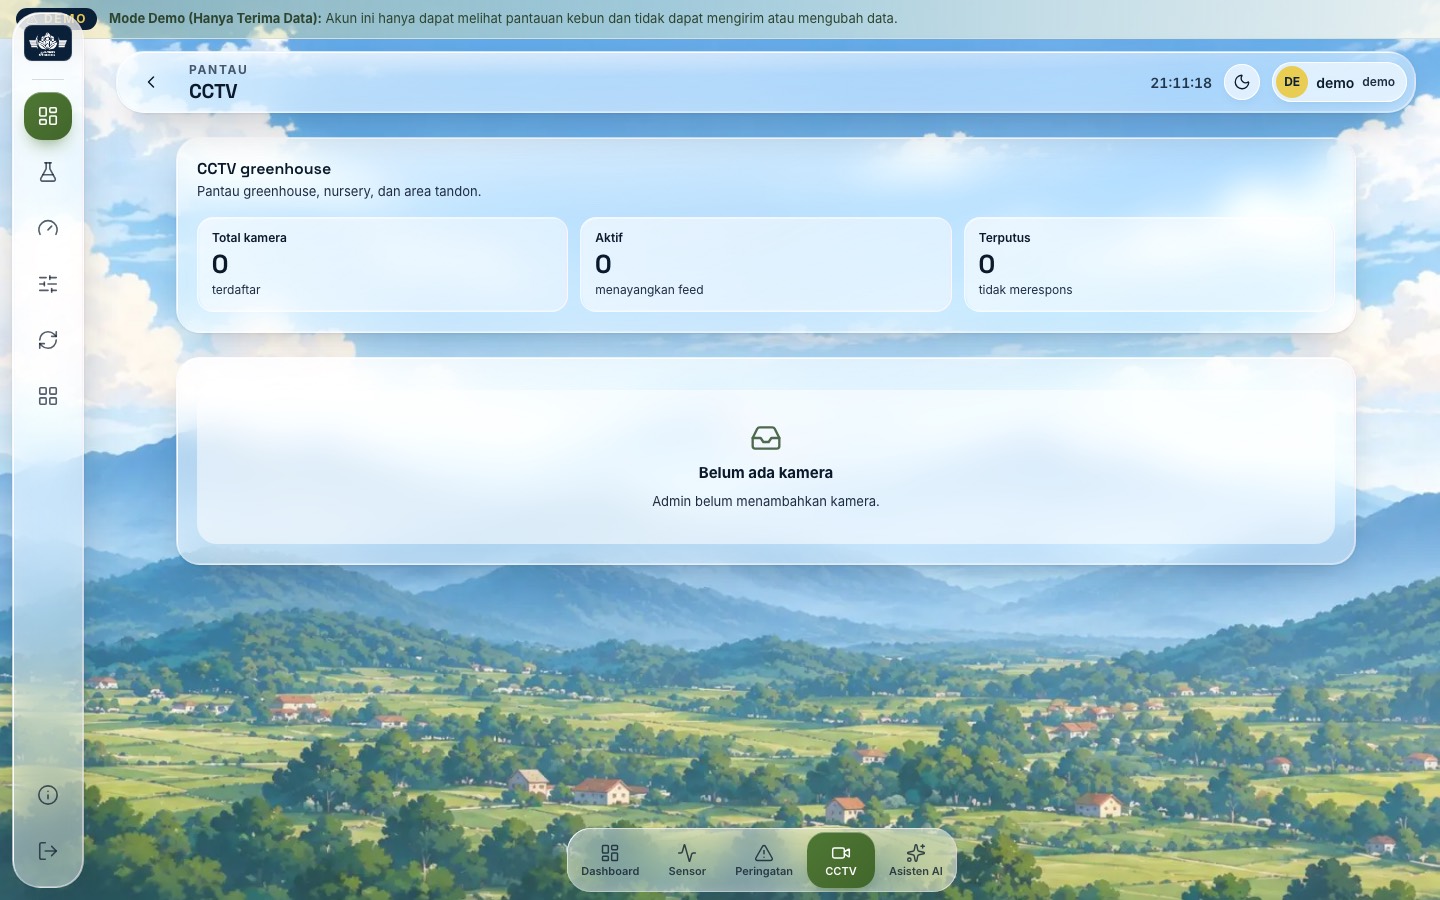 DEMO
Mode Demo (Hanya Terima Data): Akun ini hanya dapat melihat pantauan kebun dan tidak dapat mengirim atau mengubah data.
PANTAU
CCTV
21:11:18
DE
demo
demo
CCTV greenhouse
Pantau greenhouse, nursery, dan area tandon.
Total kamera
0
terdaftar
Aktif
0
menayangkan feed
Terputus
0
tidak merespons
Belum ada kamera
Admin belum menambahkan kamera.
Dashboard
Sensor
Peringatan
CCTV
Asisten AI